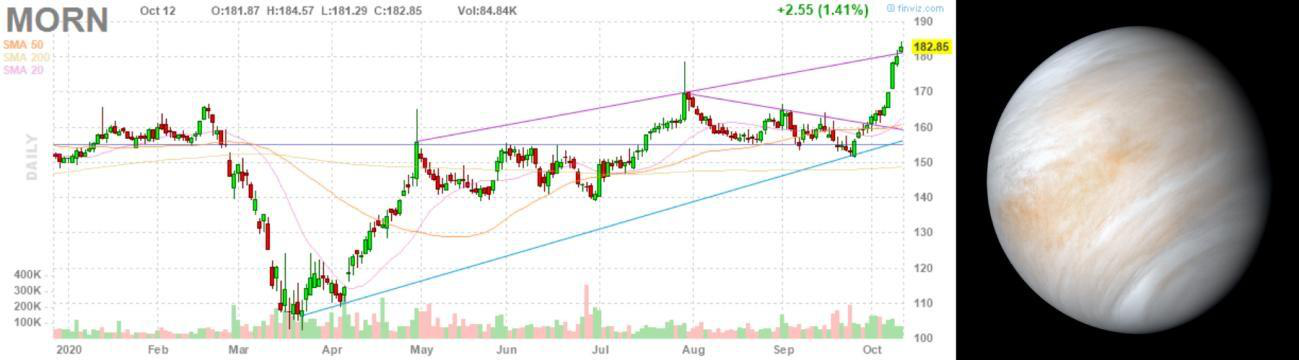 MORN Oct 12 O:181.87 H:184.57 L:181.29 C:182.85 Vol:84.84K +2.55 (1.41%) finviz.com
SMA 50
SMA 200
SMA 20
DAILY
190
182.85
180
170
160
150
140
130
120
110
100
400K
300K
200K
100K
2020 Feb Mar Apr May Jun Jul Aug Sep Oct